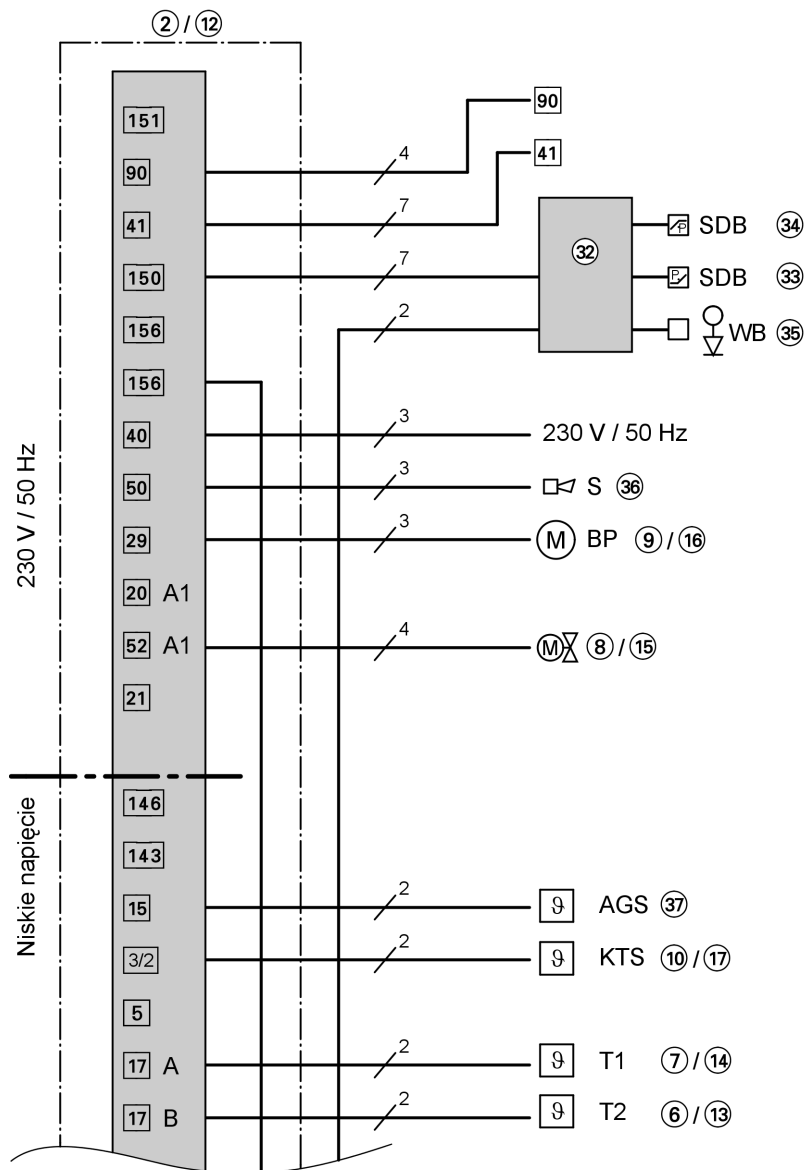 2 / 12
151
90
90 4
41
41 7
32
SDB 34
150 7
P SDB 33
156 2
WB 35
156
40 3 230 V / 50 Hz
50 3 S 36
29 3 M BP 9 / 16
20 A1
52 A1 4 M 8 / 15
21
230 V / 50 Hz
146
143
15 2 ϑ AGS 37
3/2 2 ϑ KTS 10 / 17
5
17 A 2 ϑ T1 7 / 14
17 B 2 ϑ T2 6 / 13
Niskie napięcie